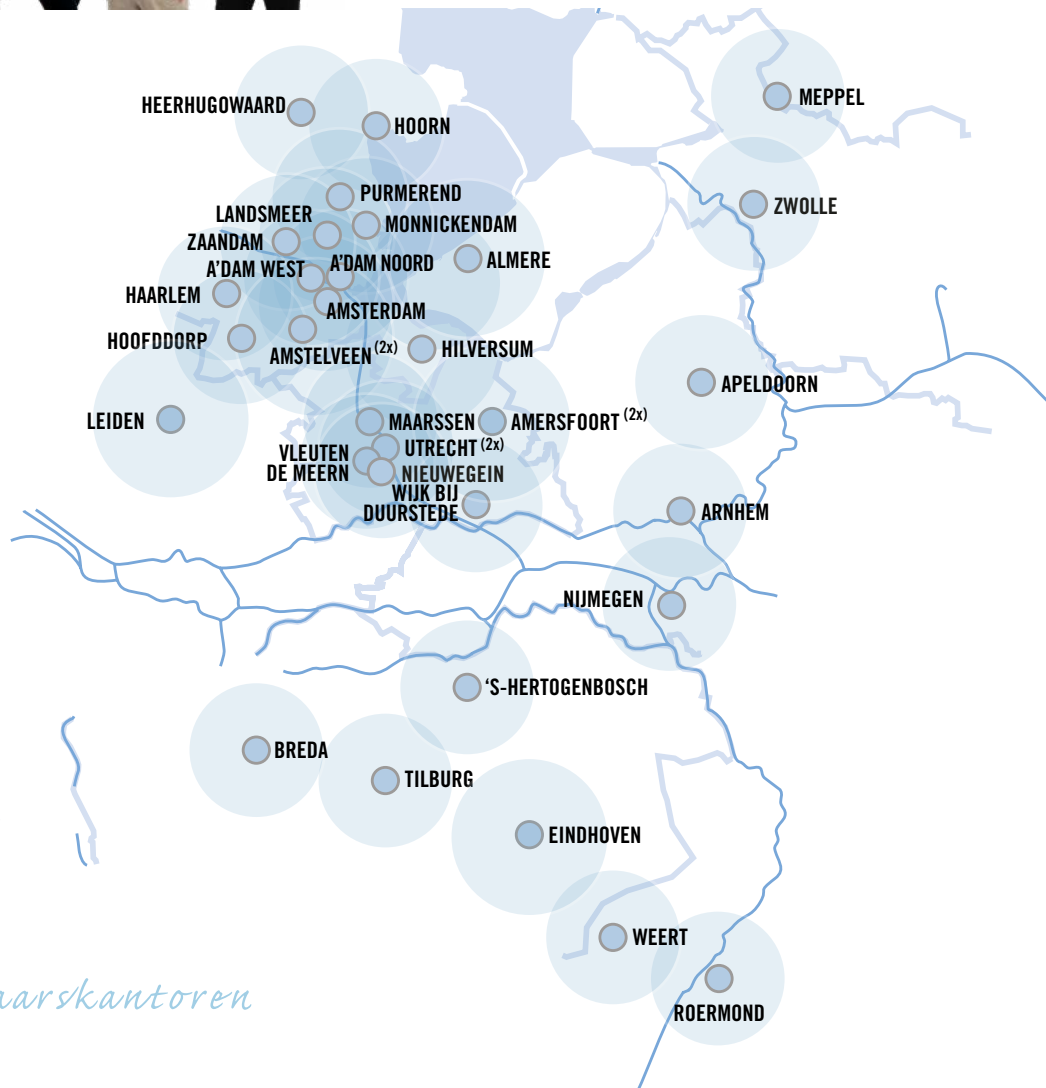 MEPPEL
HEERHUGOWAARD
HOORN
PURMEREND
ZWOLLE
LANDSMEER
MONNICKENDAM
ZAANDAM
ALMERE
A'DAM WEST
A'DAM NOORD
HAARLEM
AMSTERDAM
HOOFDDORP
AMSTELVEEN (2x)
HILVERSUM
APELDOORN
LEIDEN
MAARSSEN
AMERSFOORT (2x)
UTRECHT (2x)
VLEUTEN
DE MEERN
NIEUWEGEIN
WIJK BIJ
DUURSTEDE
ARNHEM
NIJMEGEN
'S-HERTOGENBOSCH
BREDA
TILBURG
EINDHOVEN
WEERT
aarskantoren
ROERMOND